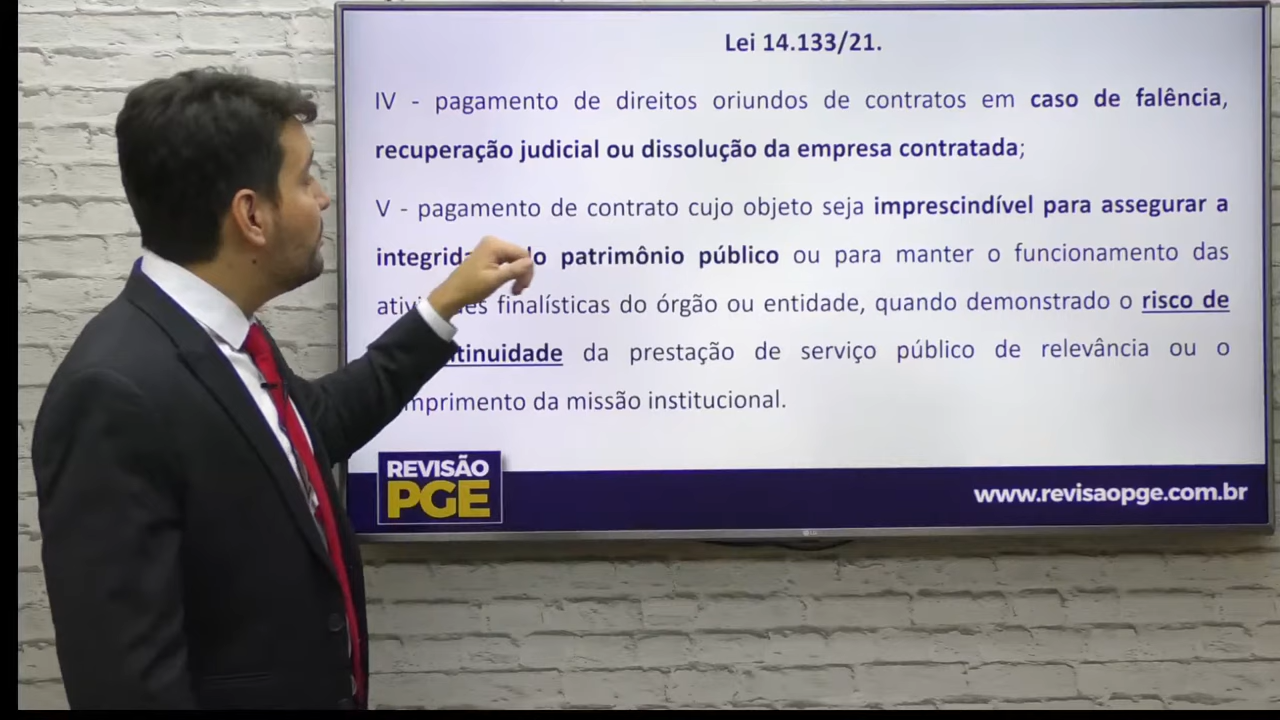 Lei 14.133/21.
IV - pagamento de direitos oriundos de contratos em caso de falência,
recuperação judicial ou dissolução da empresa contratada;
V - pagamento de contrato cujo objeto seja imprescindível para assegurar a
patrimônio público ou para manter o funcionamento das
finalísticas do órgão ou entidade, quando demonstrado o risco de
da prestação de serviço público de relevância ou o
da missão institucional.
REVISÃO
PGE
www.revisaopge.com.br